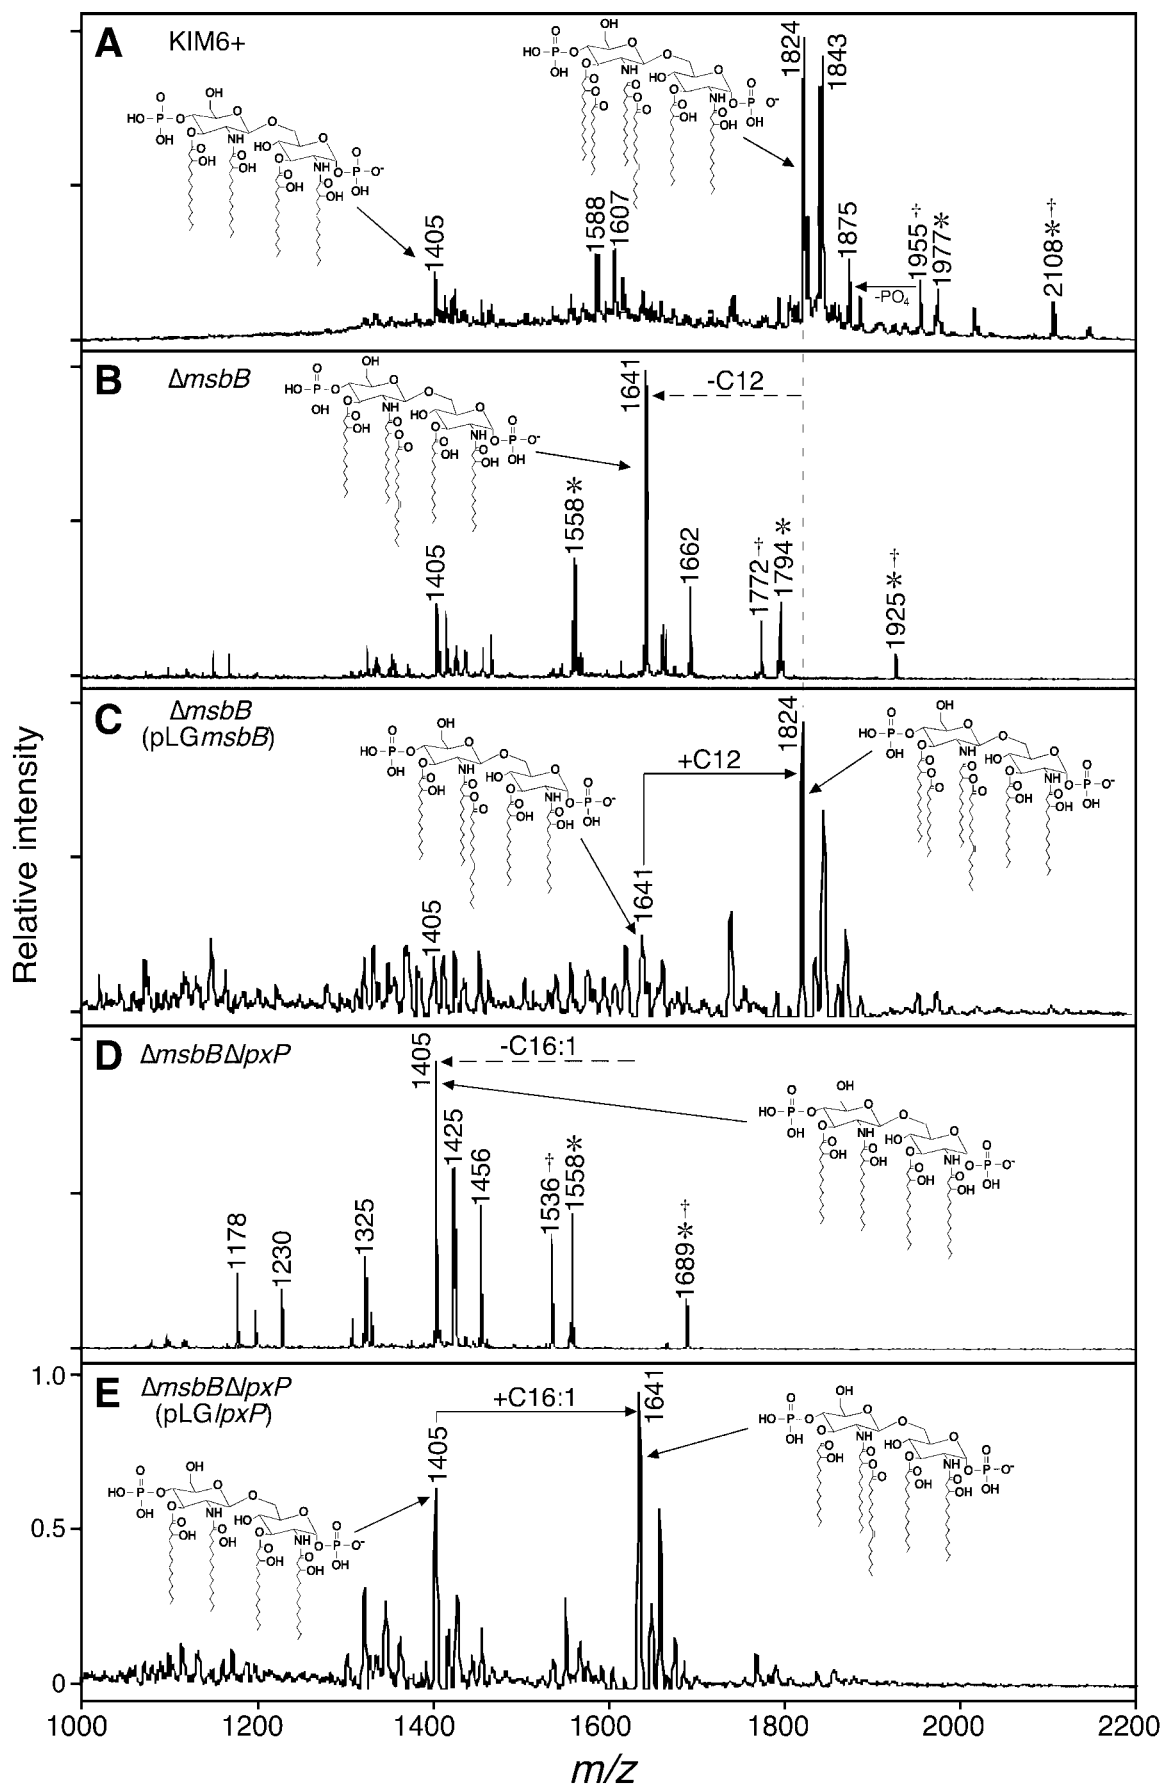 A KIM6+
1405
1588
1607
1824
1843
1875
-PO₄
1955†
1977*
2108*†
B ΔmsbB
1405
1558*
1641
-C12
1662
1772†
1794*
1925*†
C ΔmsbB
(pLGmsbB)
1405
1641
+C12
1824
D ΔmsbBΔlpxP
1178
1230
1325
1405
-C16:1
1425
1456
1536†
1558*
1689*†
E ΔmsbBΔlpxP
(pLGlpxP)
1405
+C16:1
1641
Relative intensity
1.0
0.5
0
1000 1200 1400 1600 1800 2000 2200
m/z